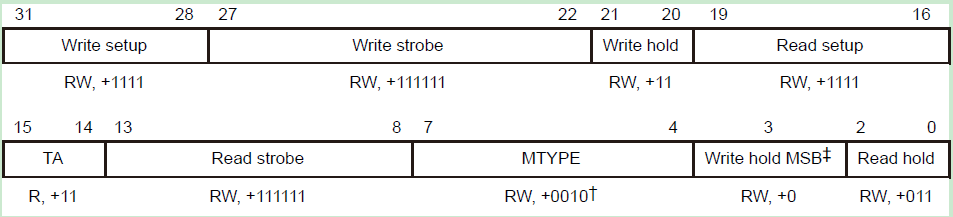 31 28 27 22 21 20 19 16
Write setup Write strobe Write hold Read setup
RW, +1111 RW, +111111 RW, +11 RW, +1111
15 14 13 8 7 4 3 2 0
TA Read strobe MTYPE Write hold MSB‡ Read hold
R, +11 RW, +111111 RW, +0010† RW, +0 RW, +011